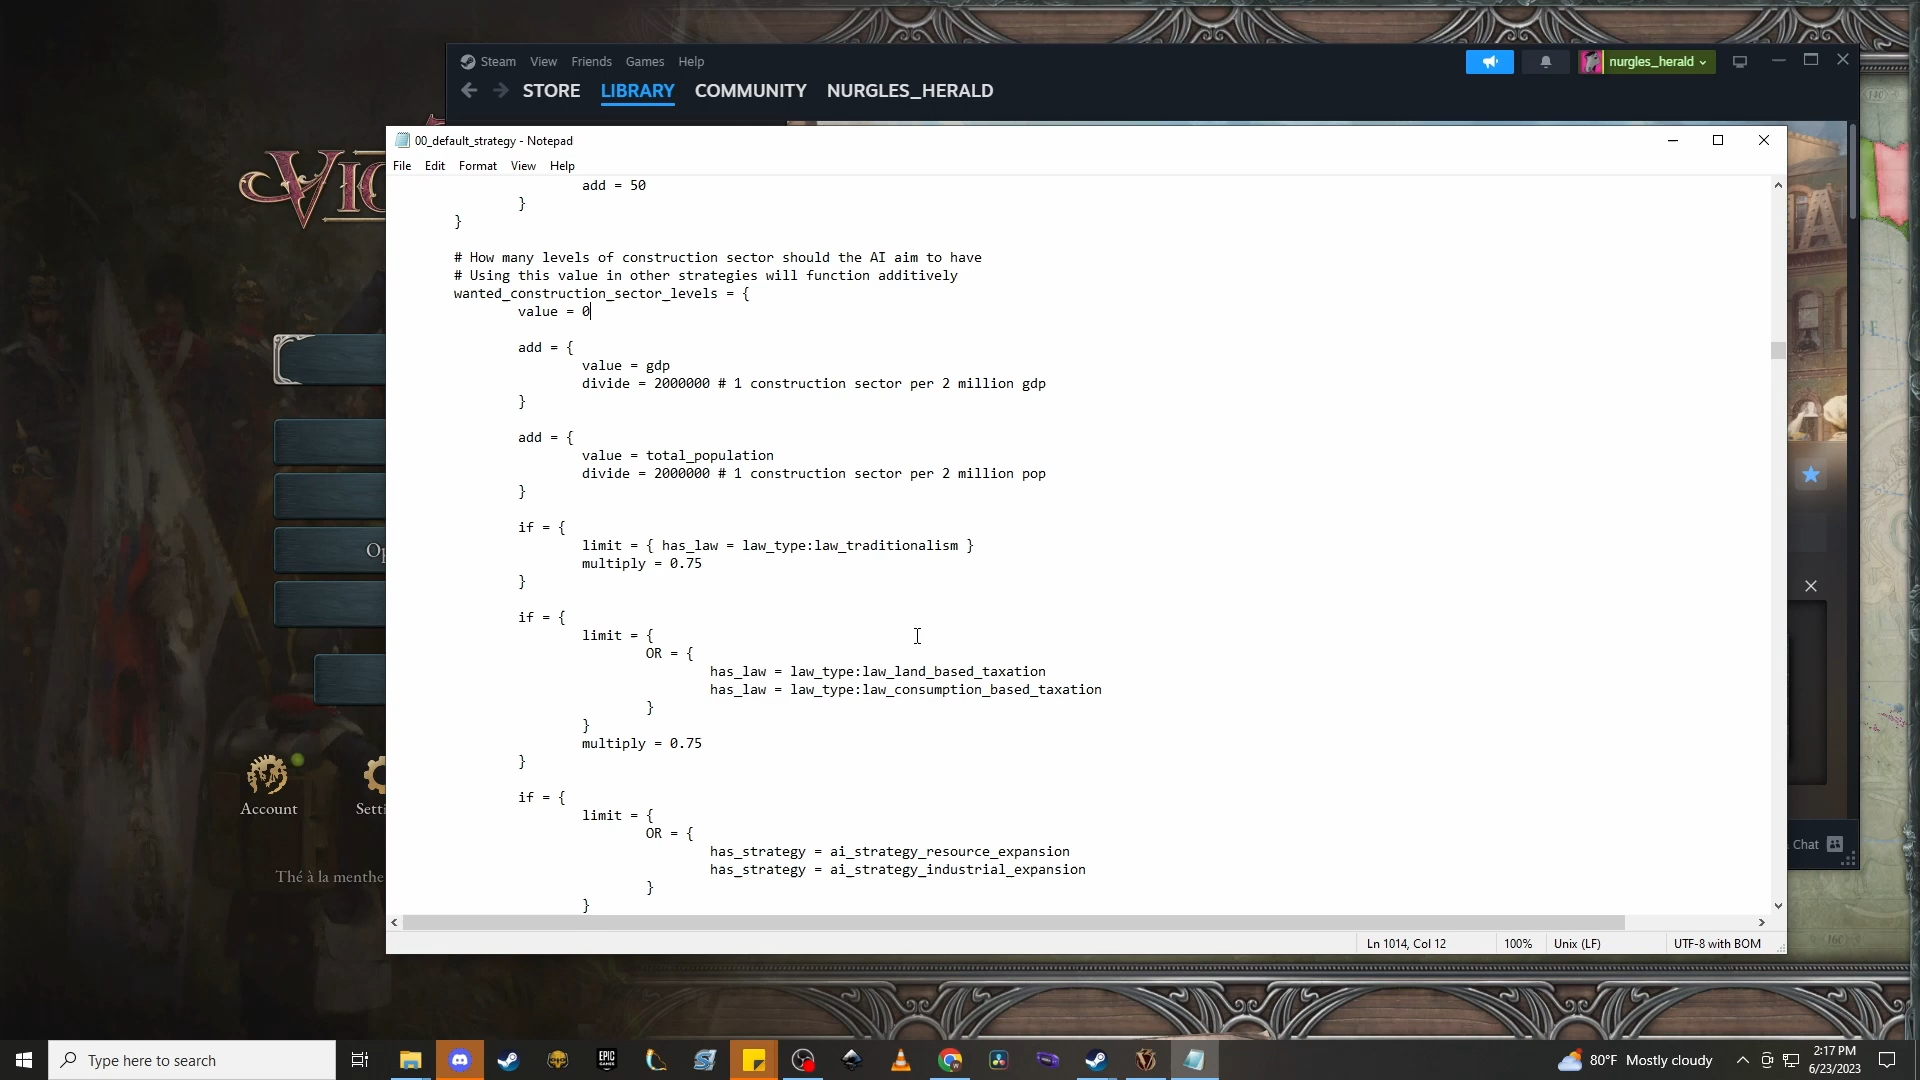 Steam View Friends Games Help
nurgles_herald
STORE LIBRARY COMMUNITY NURGLES_HERALD
00_default_strategy - Notepad
File Edit Format View Help
add = 50
}
}
# How many levels of construction sector should the AI aim to have
# Using this value in other strategies will function additively
wanted_construction_sector_levels = {
value = 0
add = {
value = gdp
divide = 2000000 # 1 construction sector per 2 million gdp
}
add = {
value = total_population
divide = 2000000 # 1 construction sector per 2 million pop
}
if = {
limit = { has_law = law_type:law_traditionalism }
multiply = 0.75
}
if = {
limit = {
OR = {
has_law = law_type:law_land_based_taxation
has_law = law_type:law_consumption_based_taxation
}
}
multiply = 0.75
}
if = {
limit = {
OR = {
has_strategy = ai_strategy_resource_expansion
has_strategy = ai_strategy_industrial_expansion
}
}
Ln 1014, Col 12 100% Unix (LF) UTF-8 with BOM
VIC
Op
Account Setti
Thé à la menthe
Chat
Type here to search
EPIC GAMES
80°F Mostly cloudy
2:17 PM
6/23/2023